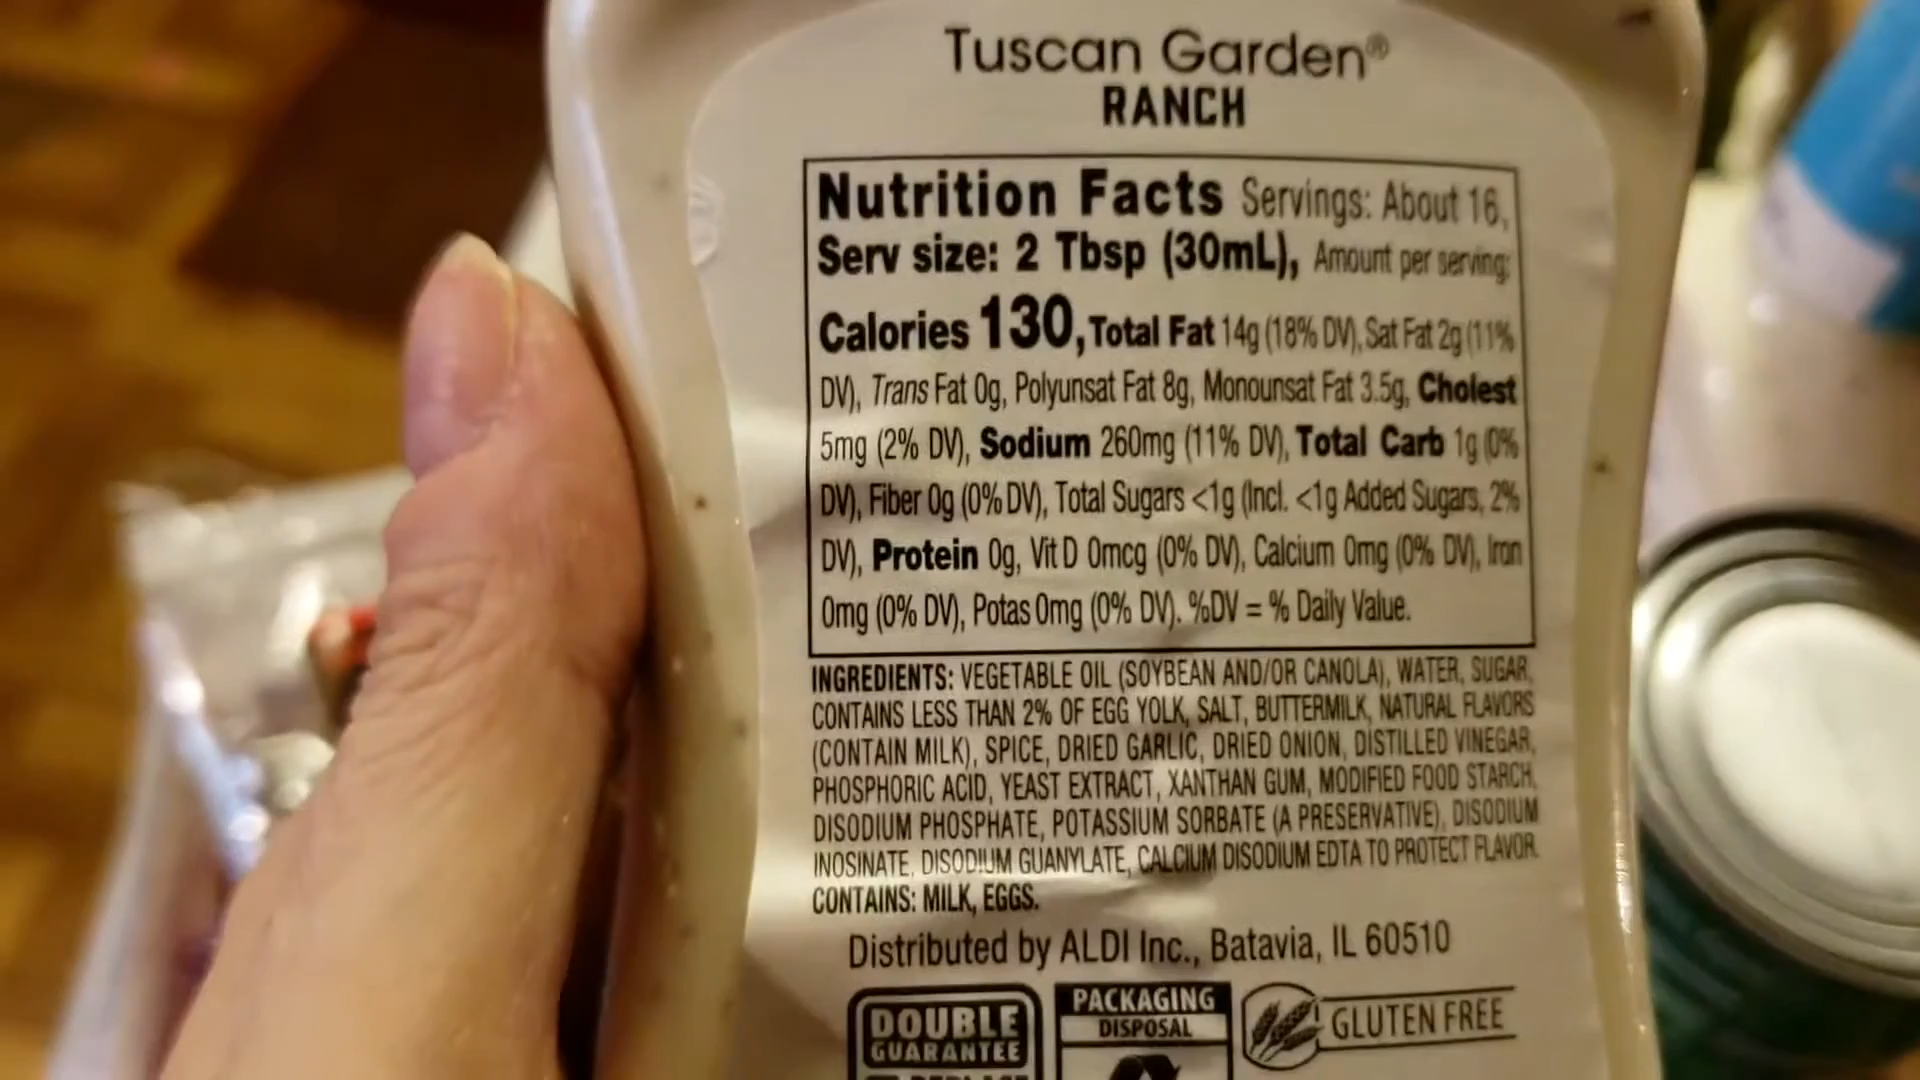 Tuscan Garden®
RANCH
Nutrition Facts Servings: About 16,
Serv size: 2 Tbsp (30mL), Amount per serving:
Calories 130, Total Fat 14g (18% DV), Sat Fat 2g (11%
DV), Trans Fat 0g, Polyunsat Fat 8g, Monounsat Fat 3.5g, Cholest
5mg (2% DV), Sodium 260mg (11% DV), Total Carb 1g (0%
DV), Fiber 0g (0% DV), Total Sugars <1g (Incl. <1g Added Sugars, 2%
DV), Protein 0g, Vit D 0mcg (0% DV), Calcium 0mg (0% DV), Iron
0mg (0% DV), Potas 0mg (0% DV). %DV = % Daily Value.
INGREDIENTS: VEGETABLE OIL (SOYBEAN AND/OR CANOLA), WATER, SUGAR,
CONTAINS LESS THAN 2% OF EGG YOLK, SALT, BUTTERMILK, NATURAL FLAVORS
(CONTAIN MILK), SPICE, DRIED GARLIC, DRIED ONION, DISTILLED VINEGAR,
PHOSPHORIC ACID, YEAST EXTRACT, XANTHAN GUM, MODIFIED FOOD STARCH,
DISODIUM PHOSPHATE, POTASSIUM SORBATE (A PRESERVATIVE), DISODIUM
INOSINATE, DISODIUM GUANYLATE, CALCIUM DISODIUM EDTA TO PROTECT FLAVOR.
CONTAINS: MILK, EGGS.
Distributed by ALDI Inc., Batavia, IL 60510
DOUBLE
GUARANTEE
PACKAGING
DISPOSAL
GLUTEN FREE